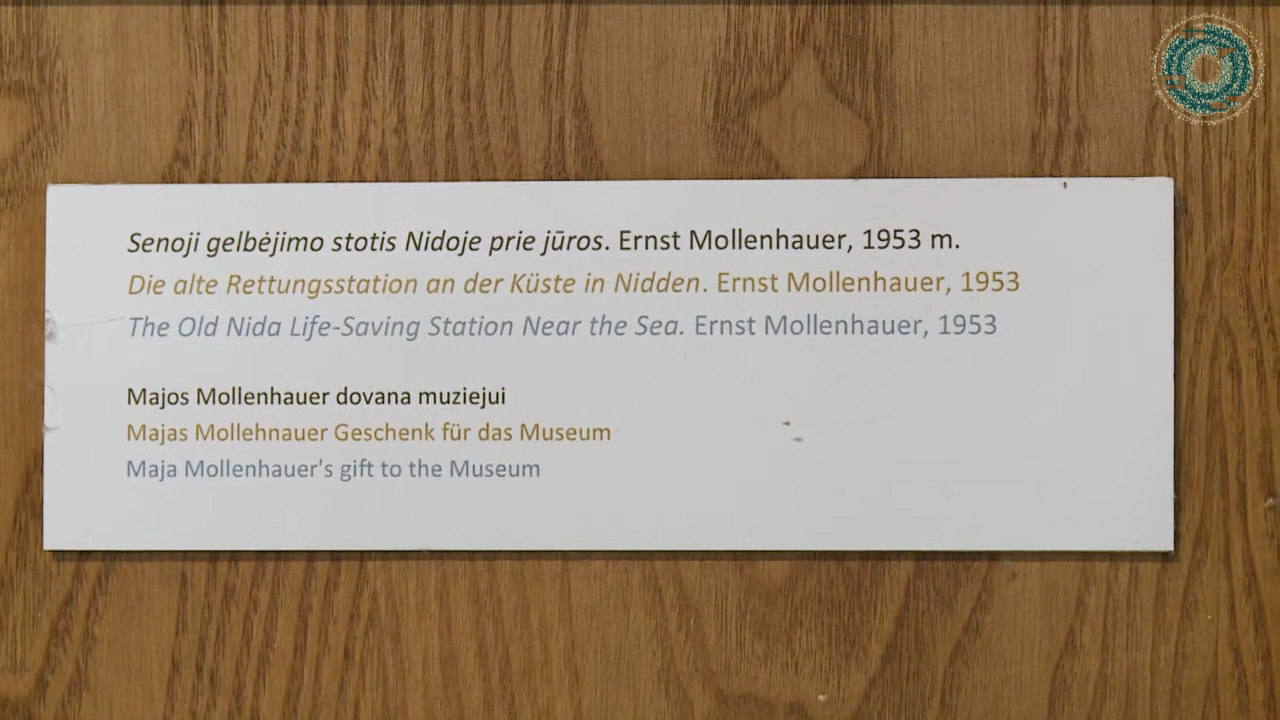 Senoji gelbėjimo stotis Nidoje prie jūros. Ernst Mollenhauer, 1953 m.
Die alte Rettungsstation an der Küste in Nidden. Ernst Mollenhauer, 1953
The Old Nida Life-Saving Station Near the Sea. Ernst Mollenhauer, 1953
Majos Mollenhauer dovana muziejui
Majas Mollehnauer Geschenk für das Museum
Maja Mollenhauer's gift to the Museum